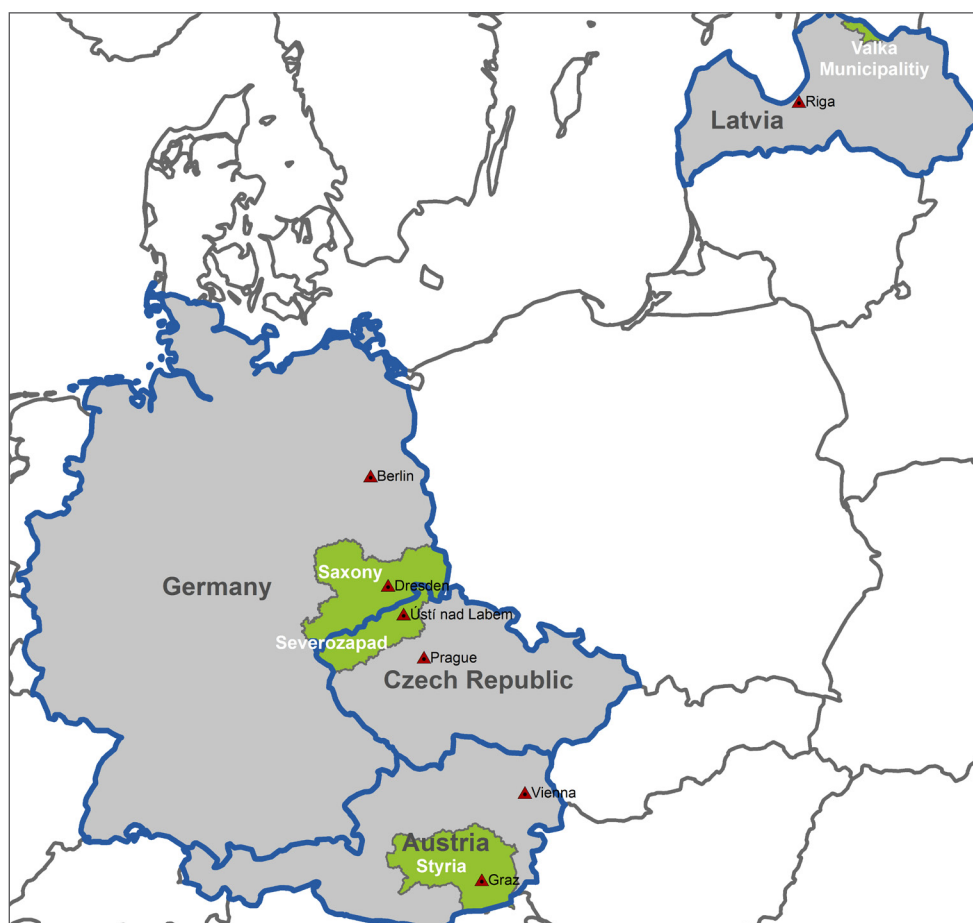 Valka
Municipalitiy
Riga
Latvia
Berlin
Saxony
Dresden
Germany
Ústí nad Labem
Severozapad
Prague
Czech Republic
Vienna
Austria
Styria
Graz